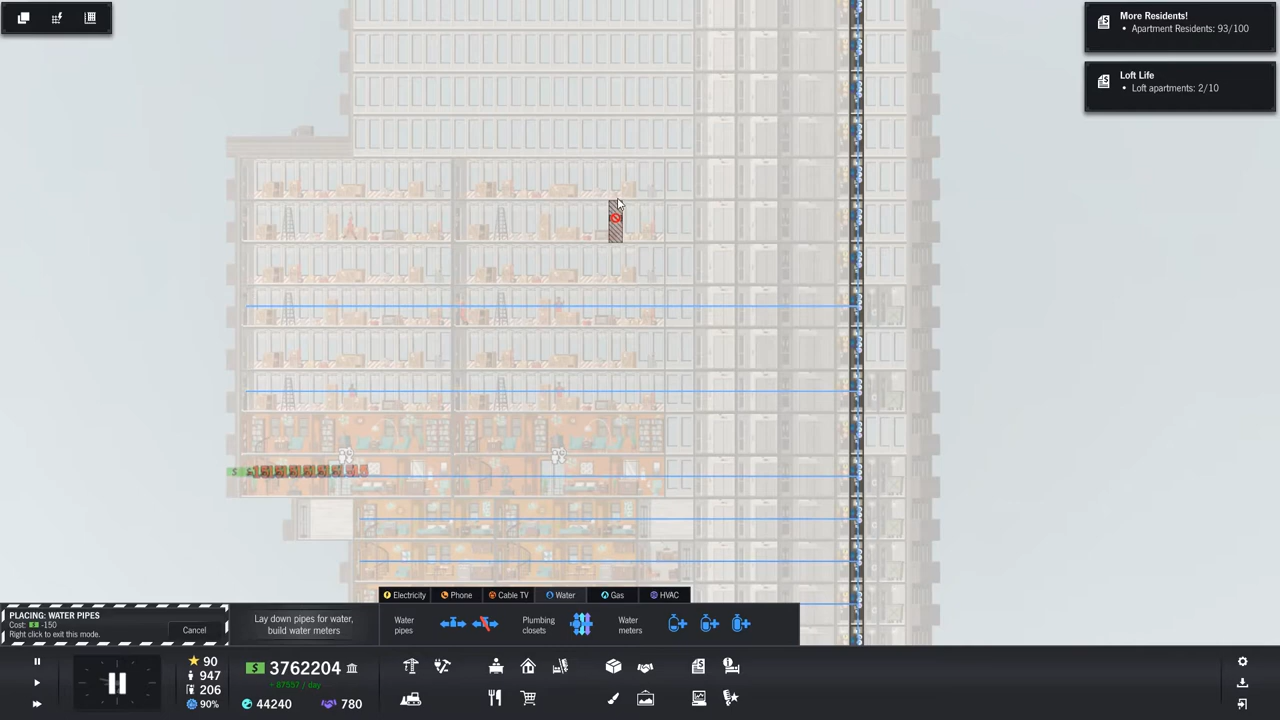 More Residents!
• Apartment Residents: 93/100
Loft Life
• Loft apartments: 2/10
Electricity
Phone
Cable TV
Water
Gas
HVAC
PLACING: WATER PIPES
Cost: $ -150
Right click to exit this mode.
Cancel
Lay down pipes for water,
build water meters
Water
pipes
Plumbing
closets
Water
meters
90
947
206
90%
$ 3762204
+87557 / day
44240
780